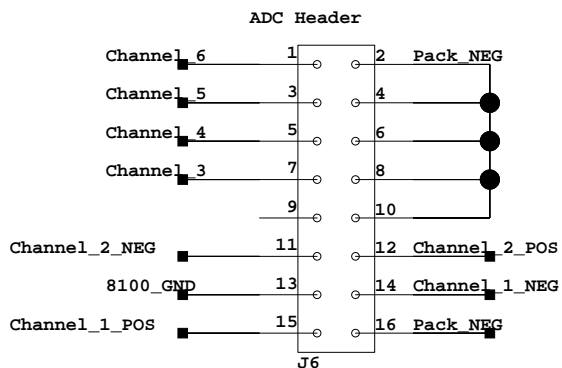 ADC Header
Channel_6 1 2 Pack_NEG
Channel_5 3 4
Channel_4 5 6
Channel_3 7 8
9 10
Channel_2_NEG 11 12 Channel_2_POS
8100_GND 13 14 Channel_1_NEG
Channel_1_POS 15 16 Pack_NEG
J6